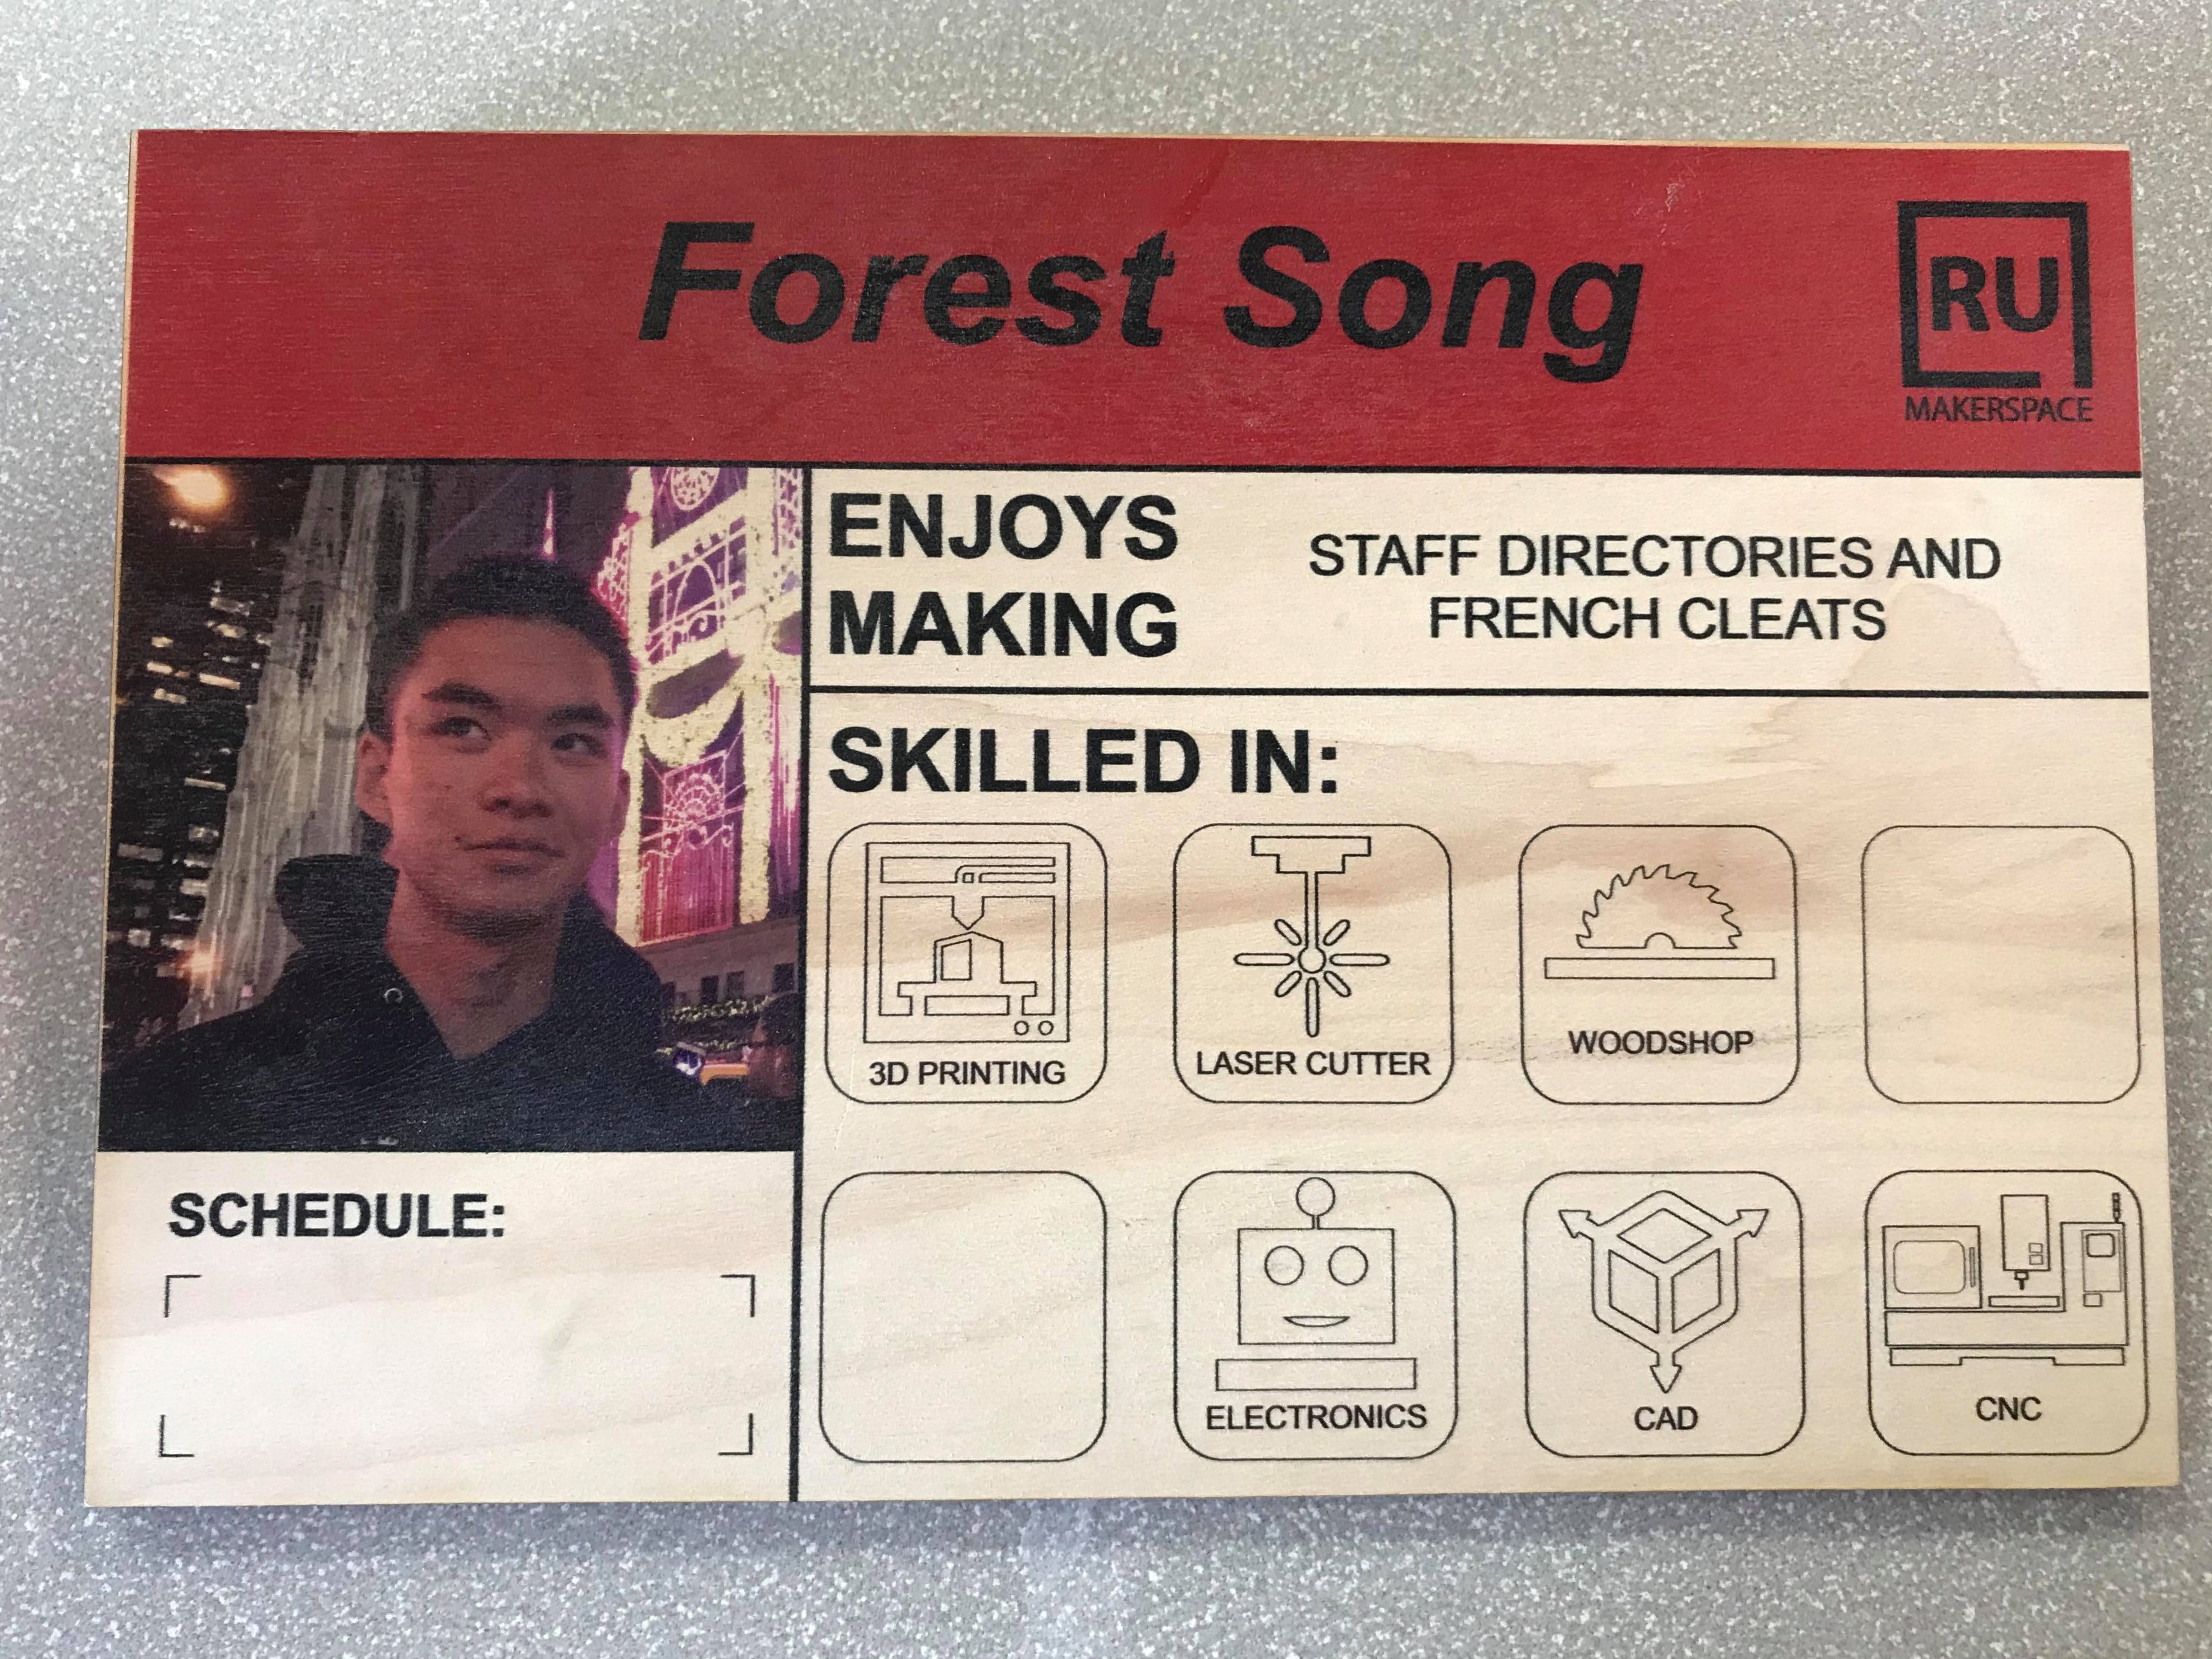 Forest Song
RU
MAKERSPACE
ENJOYS
MAKING
STAFF DIRECTORIES AND
FRENCH CLEATS
SKILLED IN:
3D PRINTING
LASER CUTTER
WOODSHOP
ELECTRONICS
CAD
CNC
SCHEDULE: